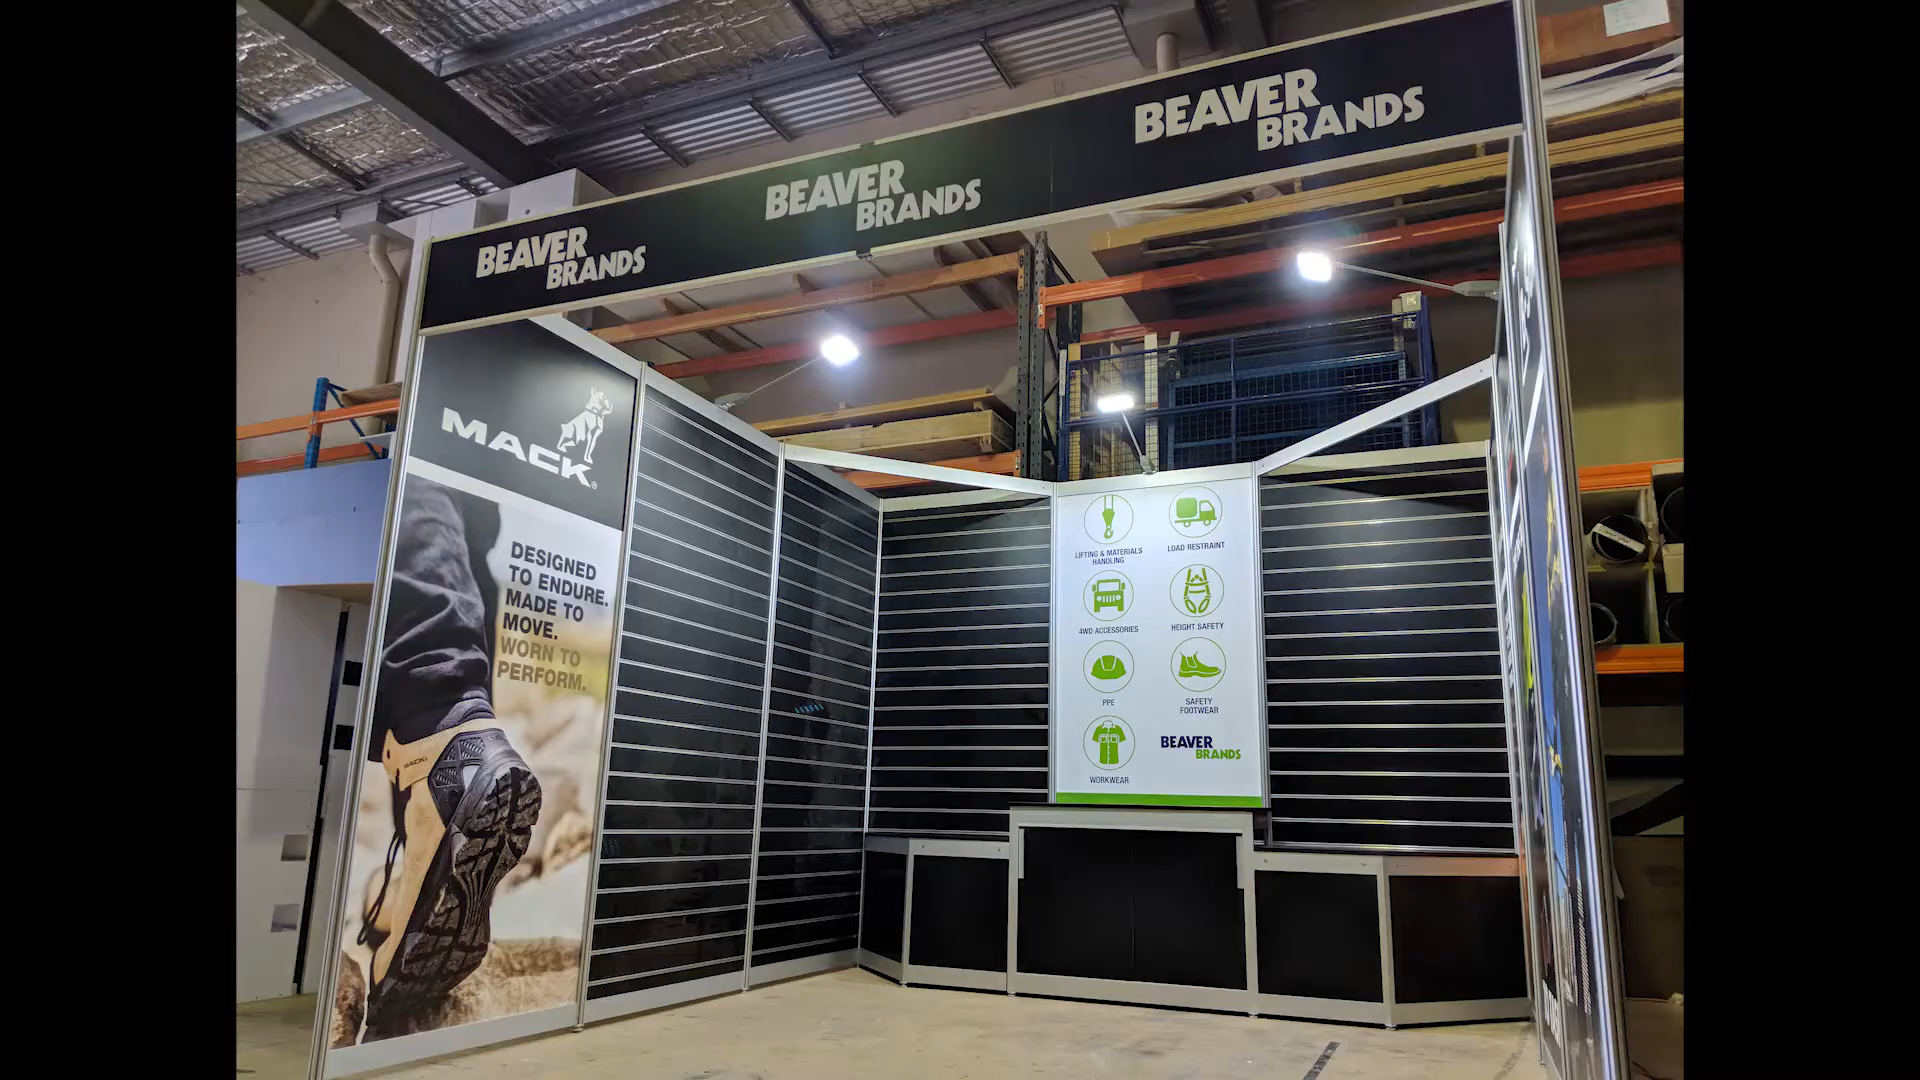 BEAVER
BRANDS
BEAVER
BRANDS
BEAVER
BRANDS
MACK
DESIGNED
TO ENDURE.
MADE TO
MOVE.
WORN TO
PERFORM.
MACK
LIFTING & MATERIALS
HANDLING
LOAD RESTRAINT
4WD ACCESSORIES
HEIGHT SAFETY
PPE
SAFETY
FOOTWEAR
WORKWEAR
BEAVER
BRANDS